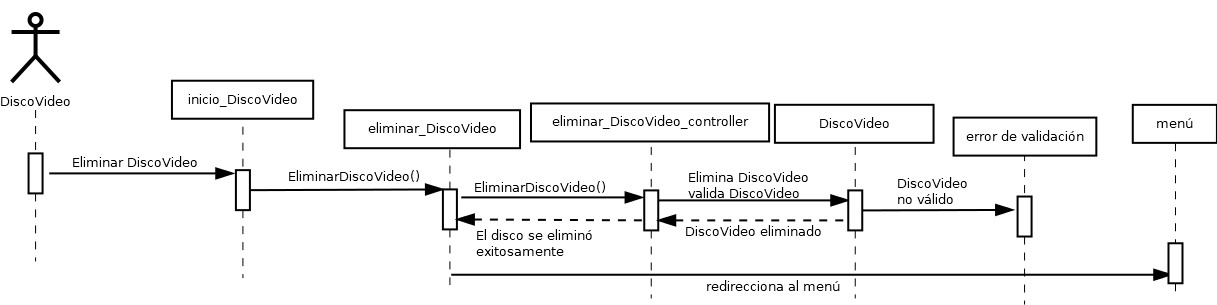 DiscoVideo
inicio_DiscoVideo
eliminar_DiscoVideo
eliminar_DiscoVideo_controller
DiscoVideo
error de validación
menú
Eliminar DiscoVideo
EliminarDiscoVideo()
EliminarDiscoVideo()
Elimina DiscoVideo
valida DiscoVideo
DiscoVideo
no válido
El disco se eliminó
exitosamente
DiscoVideo eliminado
redirecciona al menú